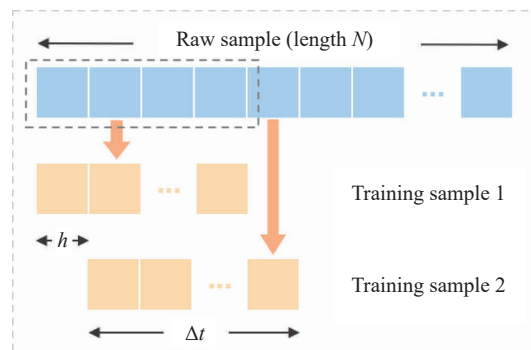 Raw sample (length N)
...
Training sample 1
...
h
Training sample 2
...
Δt